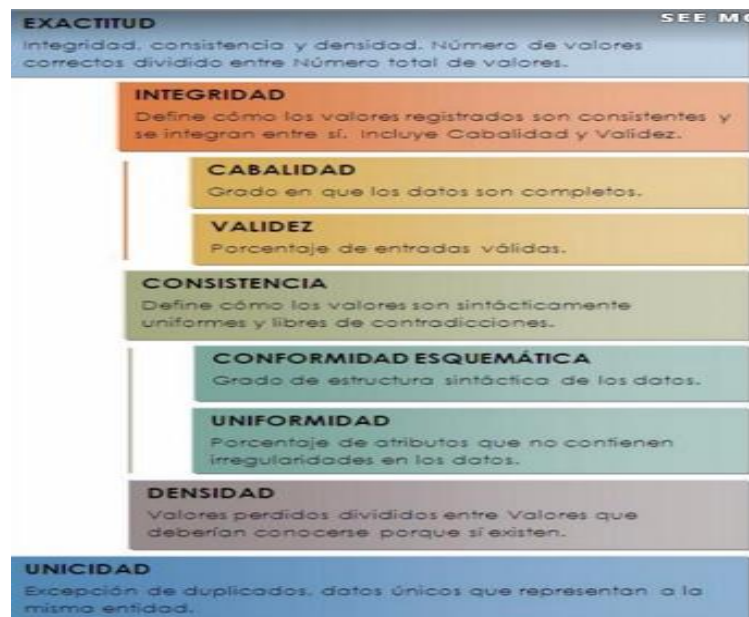 EXACTITUD
SEE MO
Integridad, consistencia y densidad. Número de valores
correctos dividido entre Número total de valores.
INTEGRIDAD
Define cómo los valores registrados son consistentes y
se integran entre sí. Incluye Cabalidad y Validez.
CABALIDAD
Grado en que los datos son completos.
VALIDEZ
Porcentaje de entradas válidas.
CONSISTENCIA
Define cómo los valores son sintácticamente
uniformes y libres de contradicciones.
CONFORMIDAD ESQUEMÁTICA
Grado de estructura sintáctica de los datos.
UNIFORMIDAD
Porcentaje de atributos que no contienen
irregularidades en los datos.
DENSIDAD
Valores perdidos divididos entre Valores que
deberían conocerse porque sí existen.
UNICIDAD
Excepción de duplicados, datos únicos que representan a la
misma entidad.